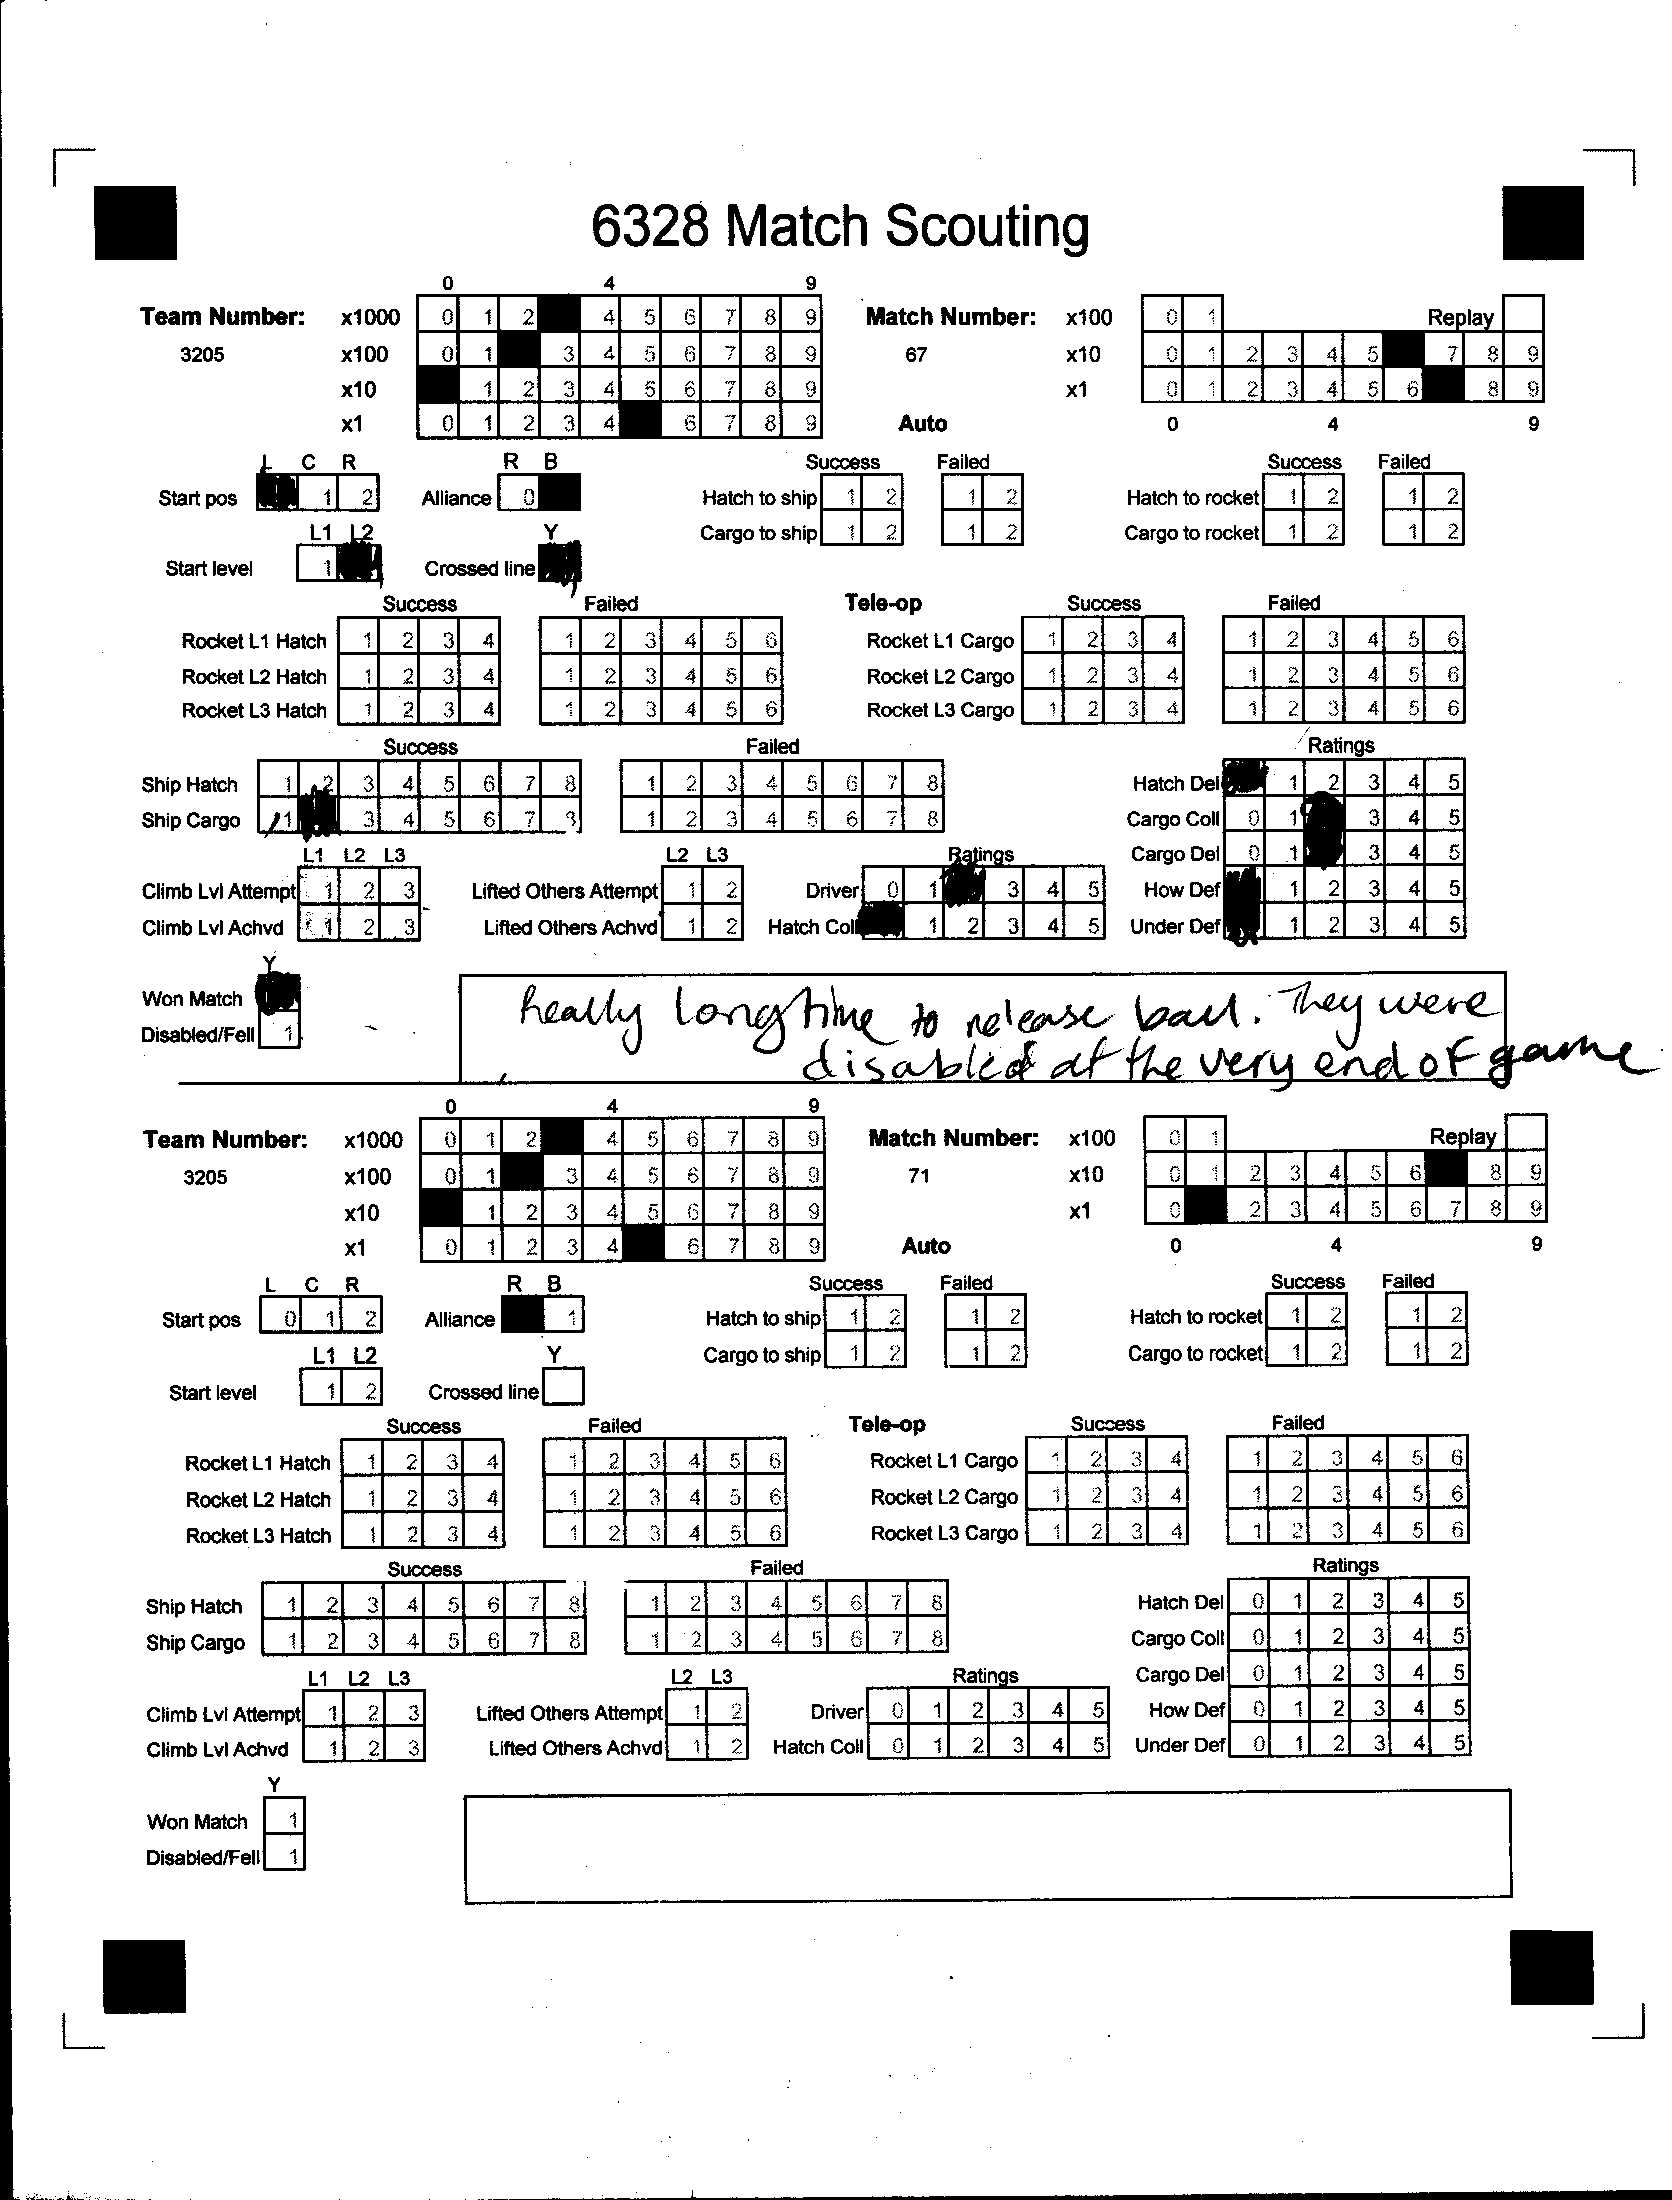 6328 Match Scouting
0 4 9
Team Number: x1000 0 1 2 4 5 6 7 8 9 Match Number: x100 0 1 Replay
3205 x100 0 1 3 4 5 6 7 8 9 67 x10 0 1 2 3 4 5 7 8 9
x10 1 2 3 4 5 6 7 8 9 x1 0 1 2 3 4 5 6 8 9
x1 0 1 2 3 4 6 7 8 9 Auto 0 4 9
L C R R B Success Failed Success Failed
Start pos 1 2 Alliance 0 Hatch to ship 1 2 1 2 Hatch to rocket 1 2 1 2
L1 L2 Y Cargo to ship 1 2 1 2 Cargo to rocket 1 2 1 2
Start level 1 Crossed line
Success Failed Tele-op Success Failed
Rocket L1 Hatch 1 2 3 4 1 2 3 4 5 6 Rocket L1 Cargo 1 2 3 4 1 2 3 4 5 6
Rocket L2 Hatch 1 2 3 4 1 2 3 4 5 6 Rocket L2 Cargo 1 2 3 4 1 2 3 4 5 6
Rocket L3 Hatch 1 2 3 4 1 2 3 4 5 6 Rocket L3 Cargo 1 2 3 4 1 2 3 4 5 6
Success Failed Ratings
Ship Hatch 1 2 3 4 5 6 7 8 1 2 3 4 5 6 7 8 Hatch Del 1 2 3 4 5
Ship Cargo 1 3 4 5 6 7 8 1 2 3 4 5 6 7 8 Cargo Coll 0 1 3 4 5
L1 L2 L3 L2 L3 Ratings Cargo Del 0 1 3 4 5
Climb Lvl Attempt 1 2 3 Lifted Others Attempt 1 2 Driver 0 1 3 4 5 How Def 1 2 3 4 5
Climb Lvl Achvd 1 2 3 Lifted Others Achvd 1 2 Hatch Coll 1 2 3 4 5 Under Def 1 2 3 4 5
Y
Won Match
Disabled/Fell 1
Really long time to release ball. They were
disabled at the very end of game
0 4 9
Team Number: x1000 0 1 2 4 5 6 7 8 9 Match Number: x100 0 1 Replay
3205 x100 0 1 3 4 5 6 7 8 9 71 x10 0 1 2 3 4 5 6 8 9
x10 1 2 3 4 5 6 7 8 9 x1 0 2 3 4 5 6 7 8 9
x1 0 1 2 3 4 6 7 8 9 Auto 0 4 9
L C R R B Success Failed Success Failed
Start pos 0 1 2 Alliance 1 Hatch to ship 1 2 1 2 Hatch to rocket 1 2 1 2
L1 L2 Y Cargo to ship 1 2 1 2 Cargo to rocket 1 2 1 2
Start level 1 2 Crossed line
Success Failed Tele-op Success Failed
Rocket L1 Hatch 1 2 3 4 1 2 3 4 5 6 Rocket L1 Cargo 1 2 3 4 1 2 3 4 5 6
Rocket L2 Hatch 1 2 3 4 1 2 3 4 5 6 Rocket L2 Cargo 1 2 3 4 1 2 3 4 5 6
Rocket L3 Hatch 1 2 3 4 1 2 3 4 5 6 Rocket L3 Cargo 1 2 3 4 1 2 3 4 5 6
Success Failed Ratings
Ship Hatch 1 2 3 4 5 6 7 8 1 2 3 4 5 6 7 8 Hatch Del 0 1 2 3 4 5
Ship Cargo 1 2 3 4 5 6 7 8 1 2 3 4 5 6 7 8 Cargo Coll 0 1 2 3 4 5
L1 L2 L3 L2 L3 Ratings Cargo Del 0 1 2 3 4 5
Climb Lvl Attempt 1 2 3 Lifted Others Attempt 1 2 Driver 0 1 2 3 4 5 How Def 0 1 2 3 4 5
Climb Lvl Achvd 1 2 3 Lifted Others Achvd 1 2 Hatch Coll 0 1 2 3 4 5 Under Def 0 1 2 3 4 5
Y
Won Match 1
Disabled/Fell 1